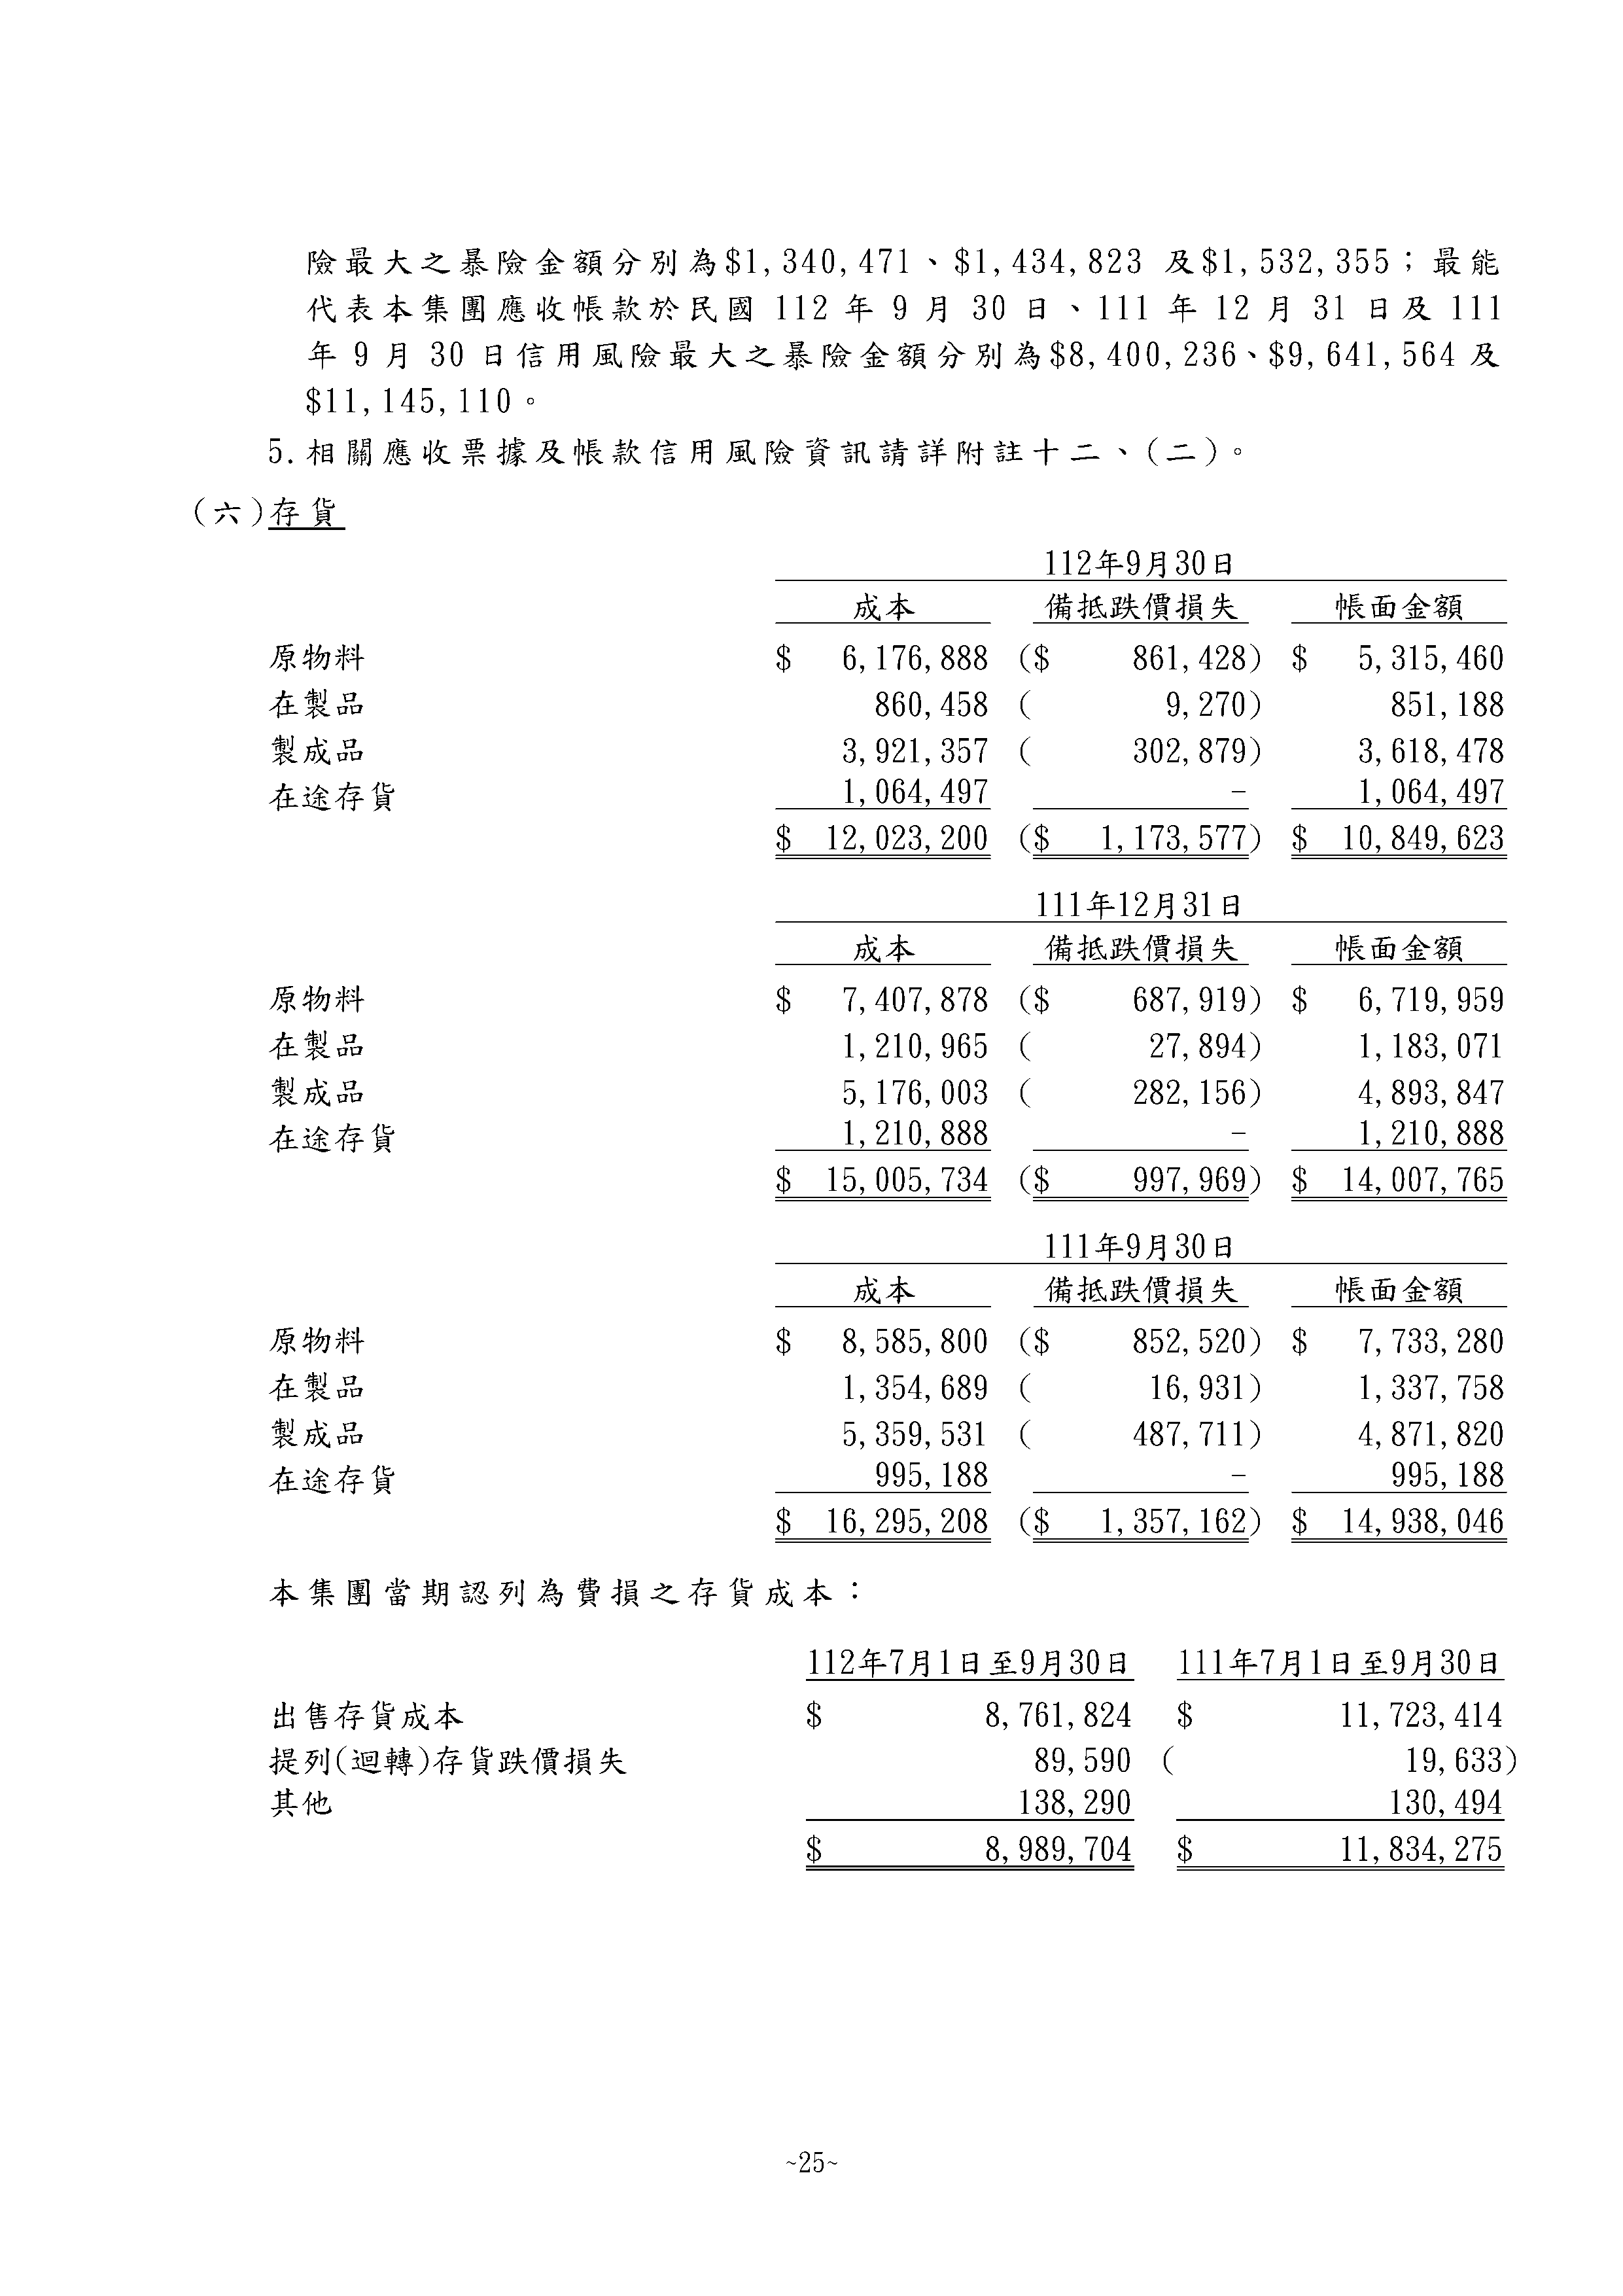 險最大之暴險金額分別為$1,340,471、$1,434,823 及$1,532,355；最能
代表本集團應收帳款於民國 112 年 9 月 30 日、111 年 12 月 31 日及 111
年 9 月 30 日信用風險最大之暴險金額分別為$8,400,236、$9,641,564 及
$11,145,110。
5.相關應收票據及帳款信用風險資訊請詳附註十二、(二)。
(六)存貨
112年9月30日
成本 備抵跌價損失 帳面金額
原物料 $ 6,176,888 ($ 861,428) $ 5,315,460
在製品 860,458 ( 9,270) 851,188
製成品 3,921,357 ( 302,879) 3,618,478
在途存貨 1,064,497 - 1,064,497
$ 12,023,200 ($ 1,173,577) $ 10,849,623
111年12月31日
成本 備抵跌價損失 帳面金額
原物料 $ 7,407,878 ($ 687,919) $ 6,719,959
在製品 1,210,965 ( 27,894) 1,183,071
製成品 5,176,003 ( 282,156) 4,893,847
在途存貨 1,210,888 - 1,210,888
$ 15,005,734 ($ 997,969) $ 14,007,765
111年9月30日
成本 備抵跌價損失 帳面金額
原物料 $ 8,585,800 ($ 852,520) $ 7,733,280
在製品 1,354,689 ( 16,931) 1,337,758
製成品 5,359,531 ( 487,711) 4,871,820
在途存貨 995,188 - 995,188
$ 16,295,208 ($ 1,357,162) $ 14,938,046
本集團當期認列為費損之存貨成本：
112年7月1日至9月30日 111年7月1日至9月30日
出售存貨成本 $ 8,761,824 $ 11,723,414
提列(迴轉)存貨跌價損失 89,590 ( 19,633)
其他 138,290 130,494
$ 8,989,704 $ 11,834,275
~25~